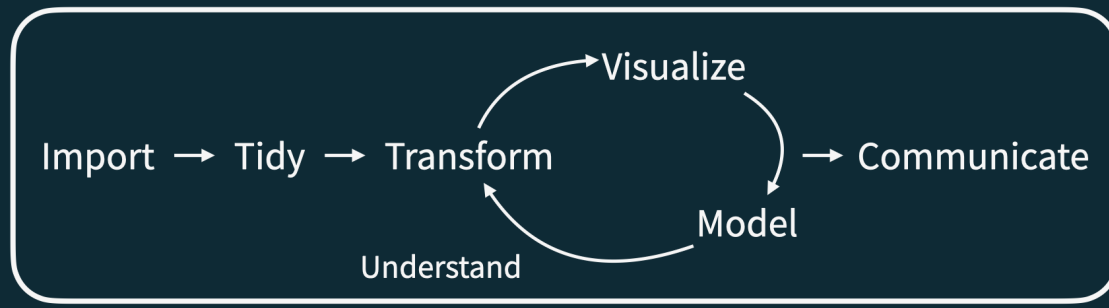 Visualize
Import → Tidy → Transform → Communicate
Model
Understand